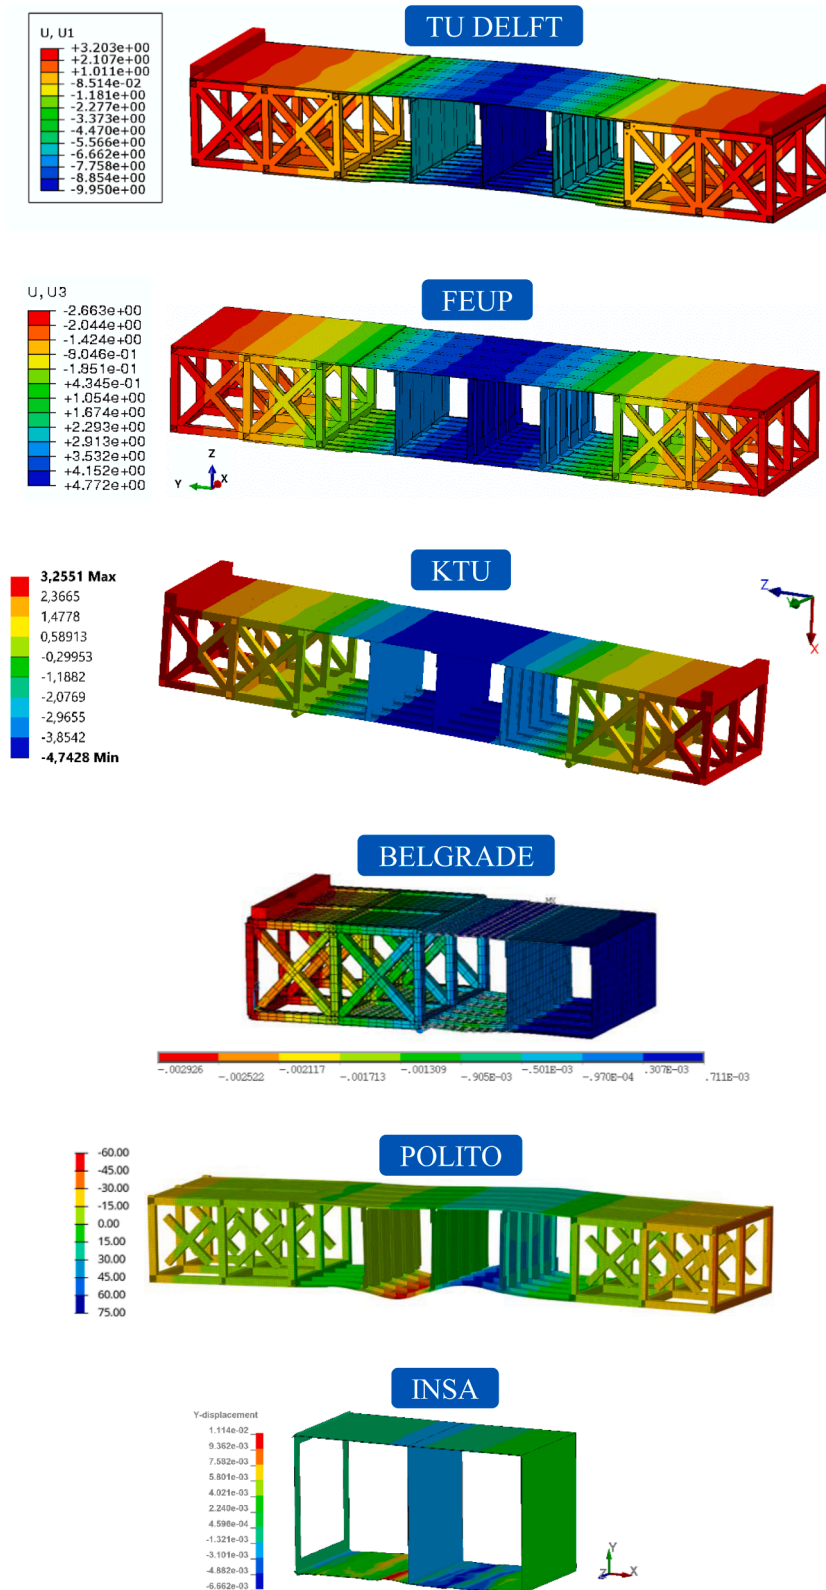 TU DELFT
U, U1
+3.203e+00
+2.107e+00
+1.011e+00
-8.514e-02
-1.181e+00
-2.277e+00
-3.373e+00
-4.470e+00
-5.566e+00
-6.662e+00
-7.758e+00
-8.854e+00
-9.950e+00
FEUP
U, U3
-2.663e+00
-2.044e+00
-1.424e+00
-8.046e-01
-1.851e-01
+4.345e-01
+1.054e+00
+1.674e+00
+2.293e+00
+2.913e+00
+3.532e+00
+4.152e+00
+4.772e+00
Z
Y
X
KTU
3,2551 Max
2,3665
1,4778
0,58913
-0,29953
-1,1882
-2,0769
-2,9655
-3,8542
-4,7428 Min
Z
Y
X
BELGRADE
MX
-.002926
-.002522
-.002117
-.001713
-.001309
-.905E-03
-.501E-03
-.970E-04
.307E-03
.711E-03
POLITO
-60.00
-45.00
-30.00
0.00
15.00
30.00
45.00
60.00
75.00
INSA
Y-displacement
1.114e-02
9.362e-03
7.582e-03
5.801e-03
4.021e-03
2.240e-03
4.596e-04
-1.321e-03
-3.101e-03
-4.882e-03
-6.662e-03
Y
Z
X